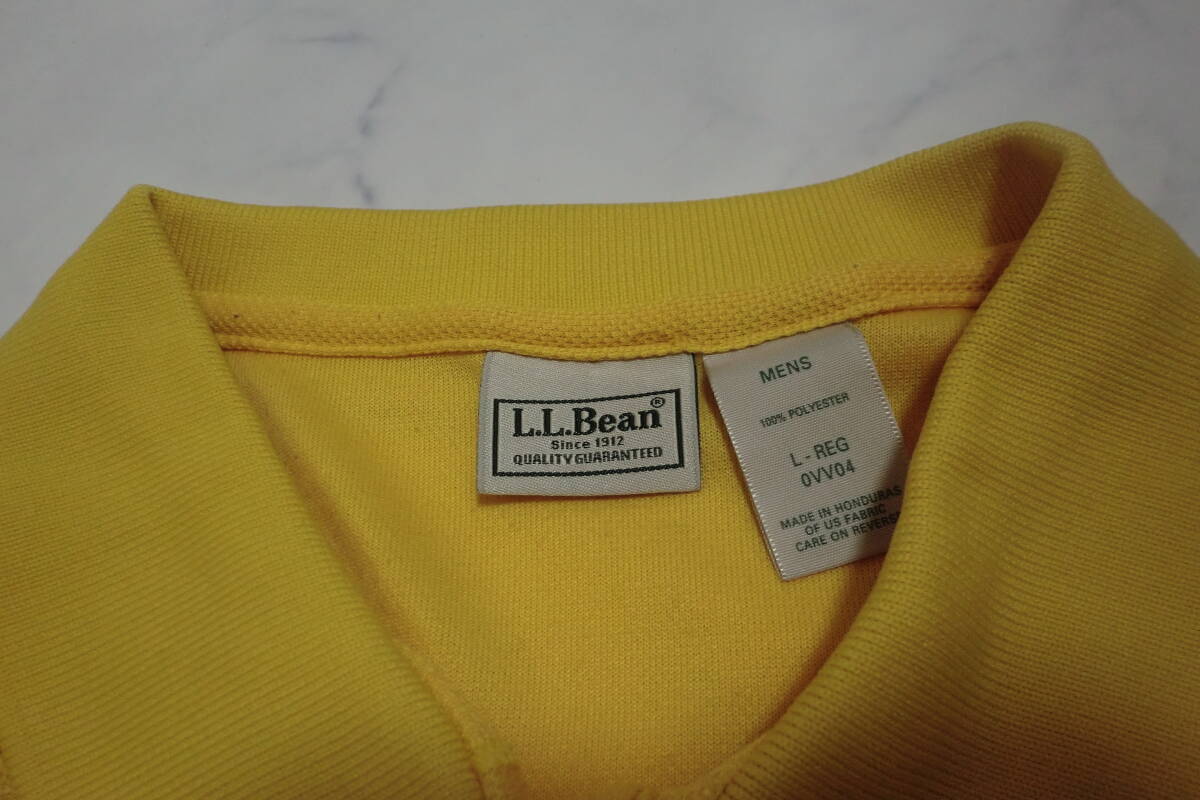 L.L.Bean®
Since 1912
QUALITY GUARANTEED
MENS
100% POLYESTER
L - REG
0VV04
MADE IN HONDURAS
OF US FABRIC
CARE ON REVERSE